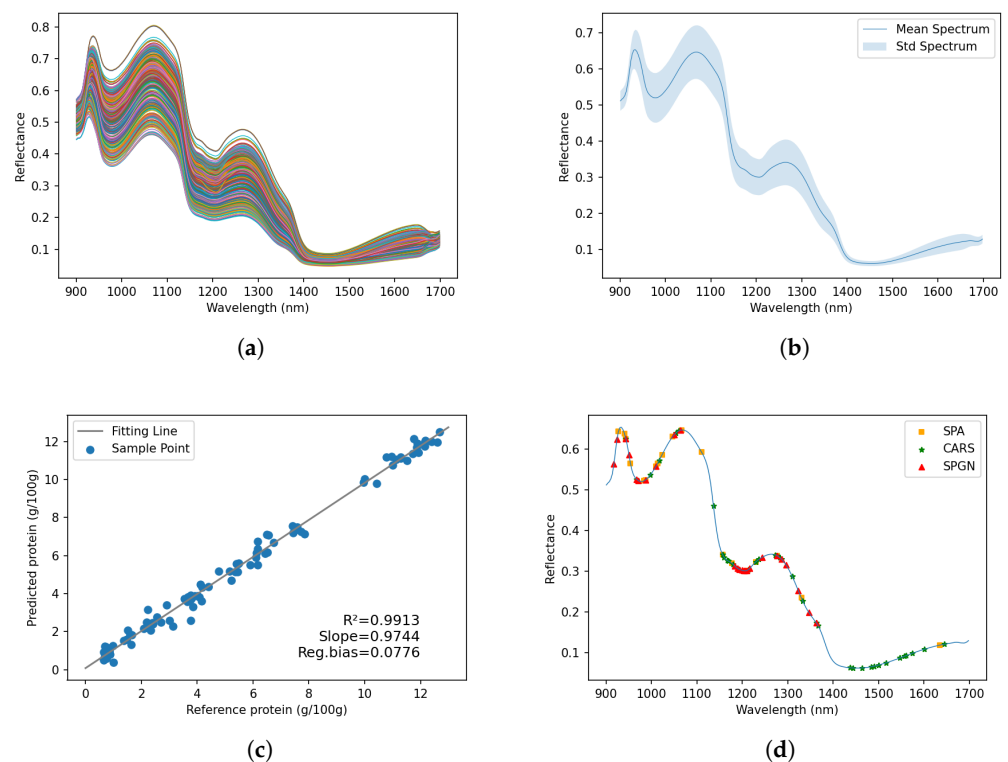 0.8
0.7
0.6
0.5
0.4
0.3
0.2
0.1
Reflectance
900 1000 1100 1200 1300 1400 1500 1600 1700
Wavelength (nm)
(a)
0.7
0.6
0.5
0.4
0.3
0.2
0.1
Reflectance
Mean Spectrum
Std Spectrum
900 1000 1100 1200 1300 1400 1500 1600 1700
Wavelength (nm)
(b)
12
10
8
6
4
2
0
Predicted protein (g/100g)
Fitting Line
Sample Point
R²=0.9913
Slope=0.9744
Reg.bias=0.0776
0 2 4 6 8 10 12
Reference protein (g/100g)
(c)
0.6
0.5
0.4
0.3
0.2
0.1
Reflectance
SPA
CARS
SPGN
900 1000 1100 1200 1300 1400 1500 1600 1700
Wavelength (nm)
(d)